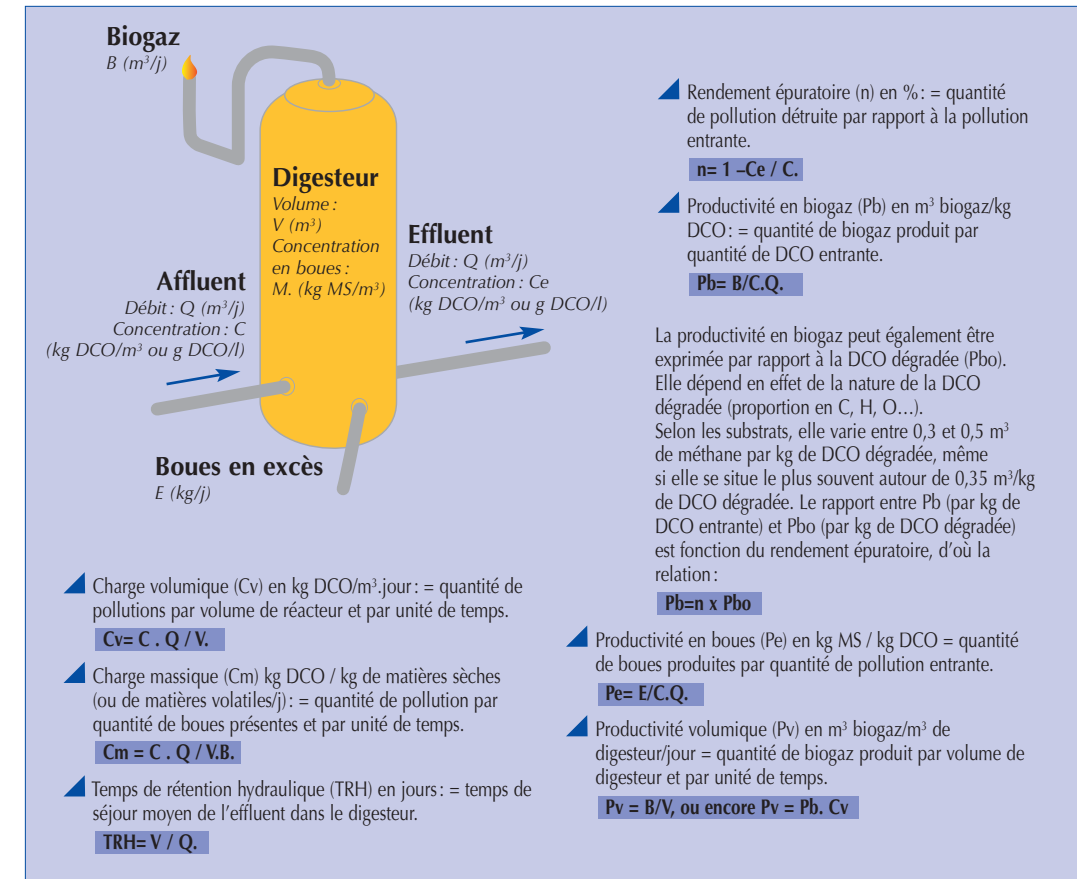 Biogaz
B (m³/j)
Digesteur
Volume :
V (m³)
Concentration
en boues :
M. (kg MS/m³)
Effluent
Débit : Q (m³/j)
Concentration : Ce
(kg DCO/m³ ou g DCO/l)
Affluent
Débit : Q (m³/j)
Concentration : C
(kg DCO/m³ ou g DCO/l)
Boues en excès
E (kg/j)
Charge volumique (Cv) en kg DCO/m³.jour : = quantité de
pollutions par volume de réacteur et par unité de temps.
Cv= C . Q / V.
Charge massique (Cm) kg DCO / kg de matières sèches
(ou de matières volatiles/j) : = quantité de pollution par
quantité de boues présentes et par unité de temps.
Cm = C . Q / V.B.
Temps de rétention hydraulique (TRH) en jours : = temps de
séjour moyen de l’effluent dans le digesteur.
TRH= V / Q.
Rendement épuratoire (n) en % : = quantité
de pollution détruite par rapport à la pollution
entrante.
n= 1 –Ce / C.
Productivité en biogaz (Pb) en m³ biogaz/kg
DCO : = quantité de biogaz produit par
quantité de DCO entrante.
Pb= B/C.Q.
La productivité en biogaz peut également être
exprimée par rapport à la DCO dégradée (Pbo).
Elle dépend en effet de la nature de la DCO
dégradée (proportion en C, H, O…).
Selon les substrats, elle varie entre 0,3 et 0,5 m³
de méthane par kg de DCO dégradée, même
si elle se situe le plus souvent autour de 0,35 m³/kg
de DCO dégradée. Le rapport entre Pb (par kg de
DCO entrante) et Pbo (par kg de DCO dégradée)
est fonction du rendement épuratoire, d’où la
relation :
Pb=n x Pbo
Productivité en boues (Pe) en kg MS / kg DCO = quantité
de boues produites par quantité de pollution entrante.
Pe= E/C.Q.
Productivité volumique (Pv) en m³ biogaz/m³ de
digesteur/jour = quantité de biogaz produit par volume de
digesteur et par unité de temps.
Pv = B/V, ou encore Pv = Pb. Cv